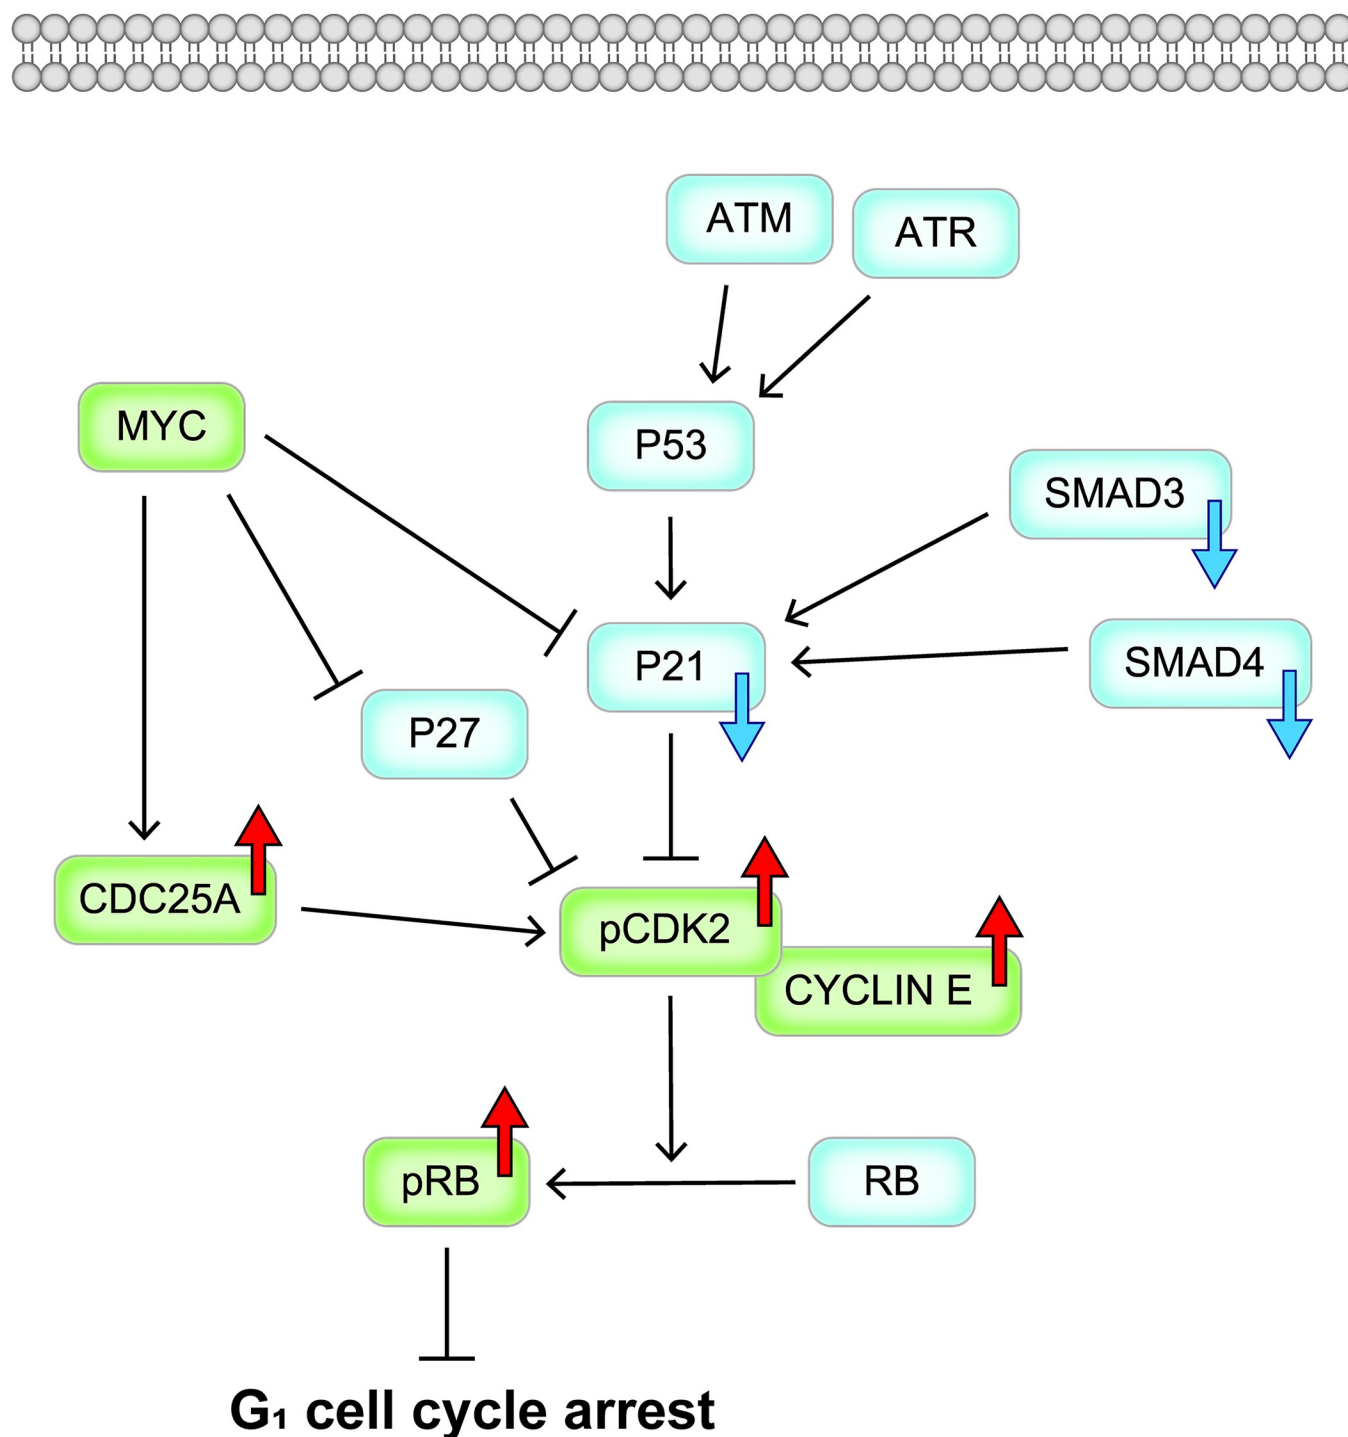 ATM
ATR
MYC
P53
SMAD3
P21
SMAD4
P27
CDC25A
pCDK2
CYCLIN E
pRB
RB
G₁ cell cycle arrest